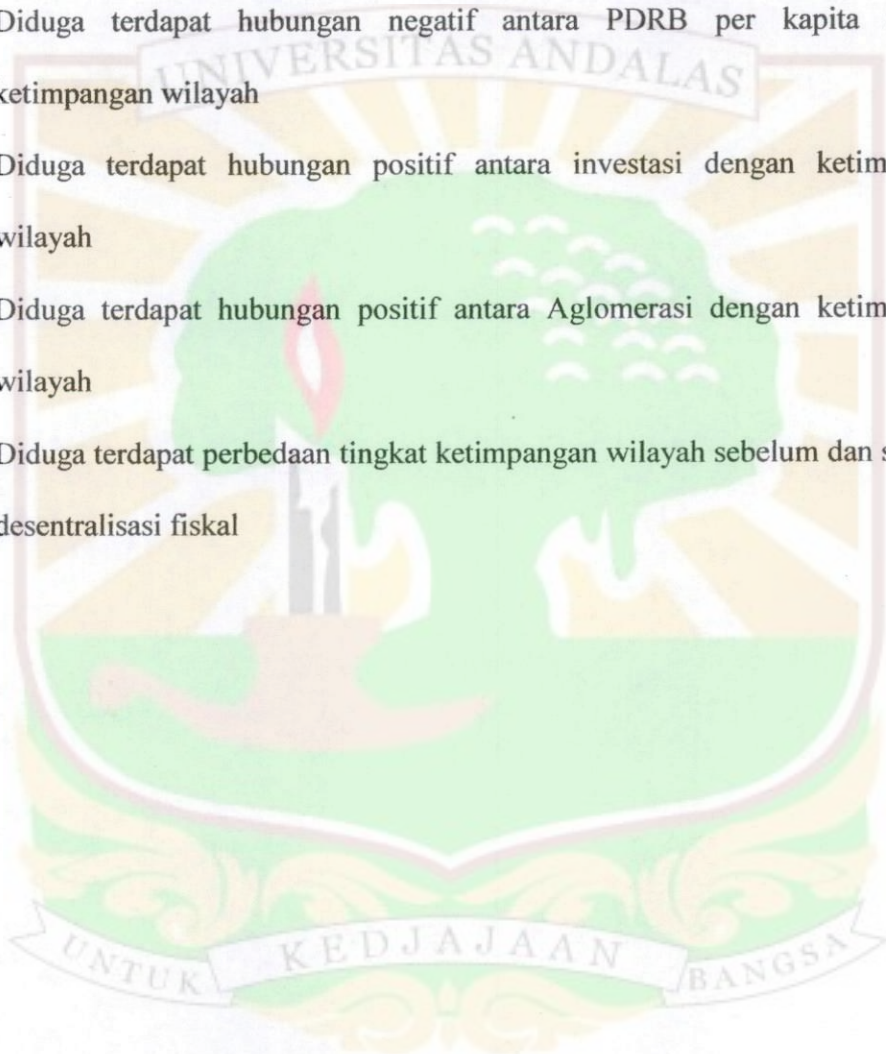 Diduga terdapat hubungan negatif antara PDRB per kapita
ketimpangan wilayah
Diduga terdapat hubungan positif antara investasi dengan ketim
wilayah
Diduga terdapat hubungan positif antara Aglomerasi dengan ketim
wilayah
Diduga terdapat perbedaan tingkat ketimpangan wilayah sebelum dan s
desentralisasi fiskal
UNIVERSITAS ANDALAS
UNTUK KEDJAJAAN BANGSA